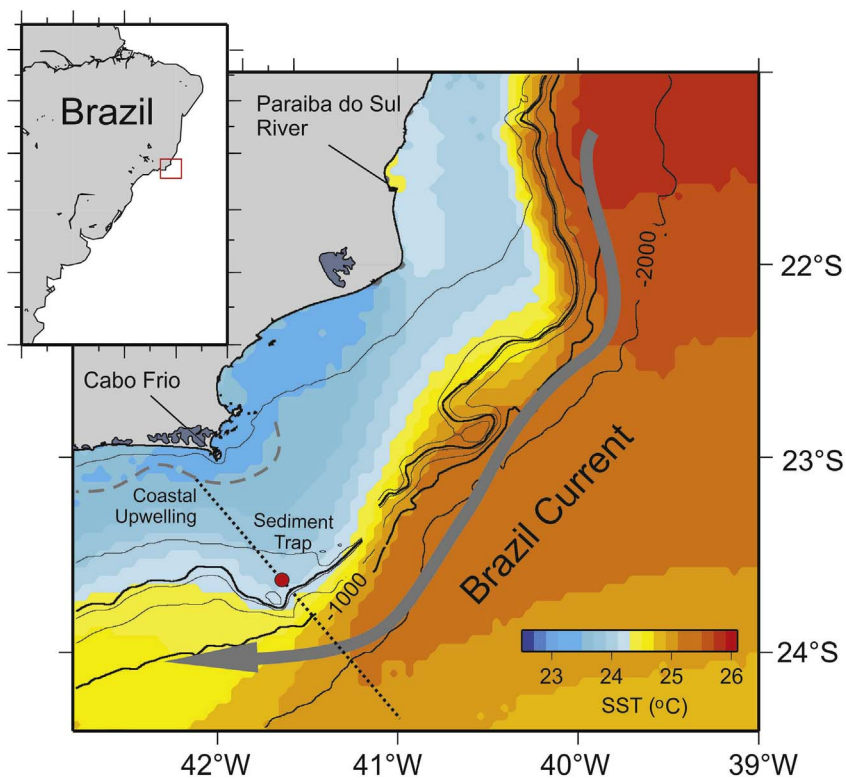 Brazil
Paraiba do Sul
River
-2000
22°S
Cabo Frio
23°S
Coastal
Upwelling
Sediment
Trap
Brazil Current
-1000
24°S
23 24 25 26
SST (°C)
42°W 41°W 40°W 39°W